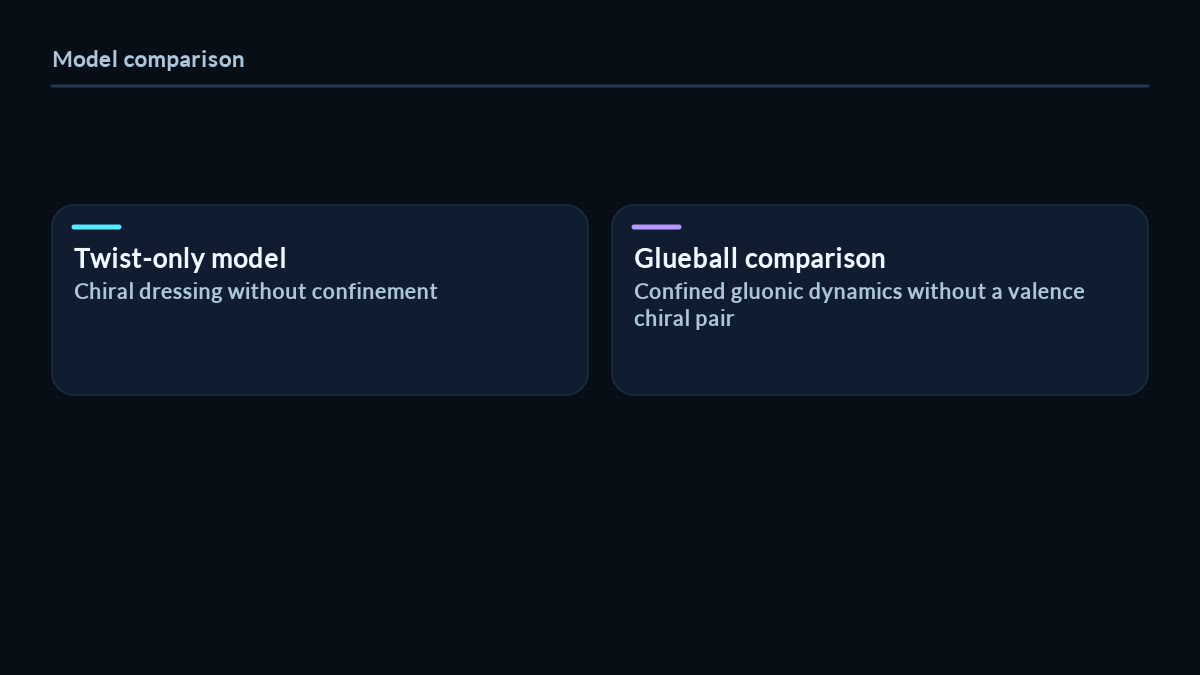 Model comparison
Twist-only model
Chiral dressing without confinement
Glueball comparison
Confined gluonic dynamics without a valence
chiral pair